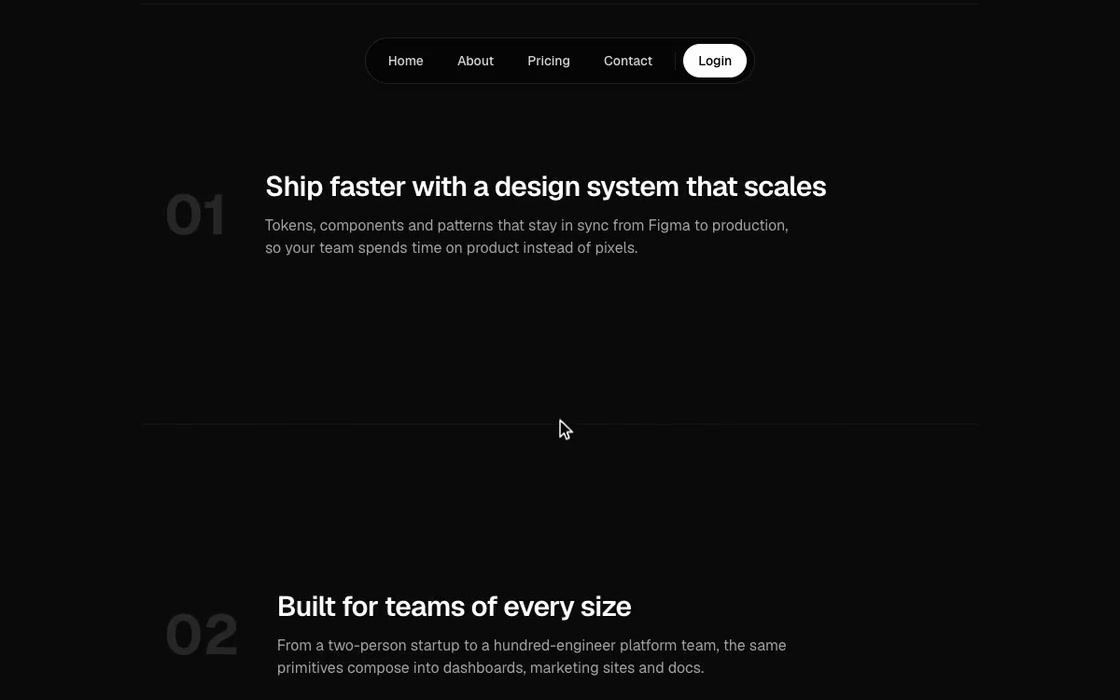 Home About Pricing Contact Login
01
Ship faster with a design system that scales
Tokens, components and patterns that stay in sync from Figma to production,
so your team spends time on product instead of pixels.
02
Built for teams of every size
From a two-person startup to a hundred-engineer platform team, the same
primitives compose into dashboards, marketing sites and docs.